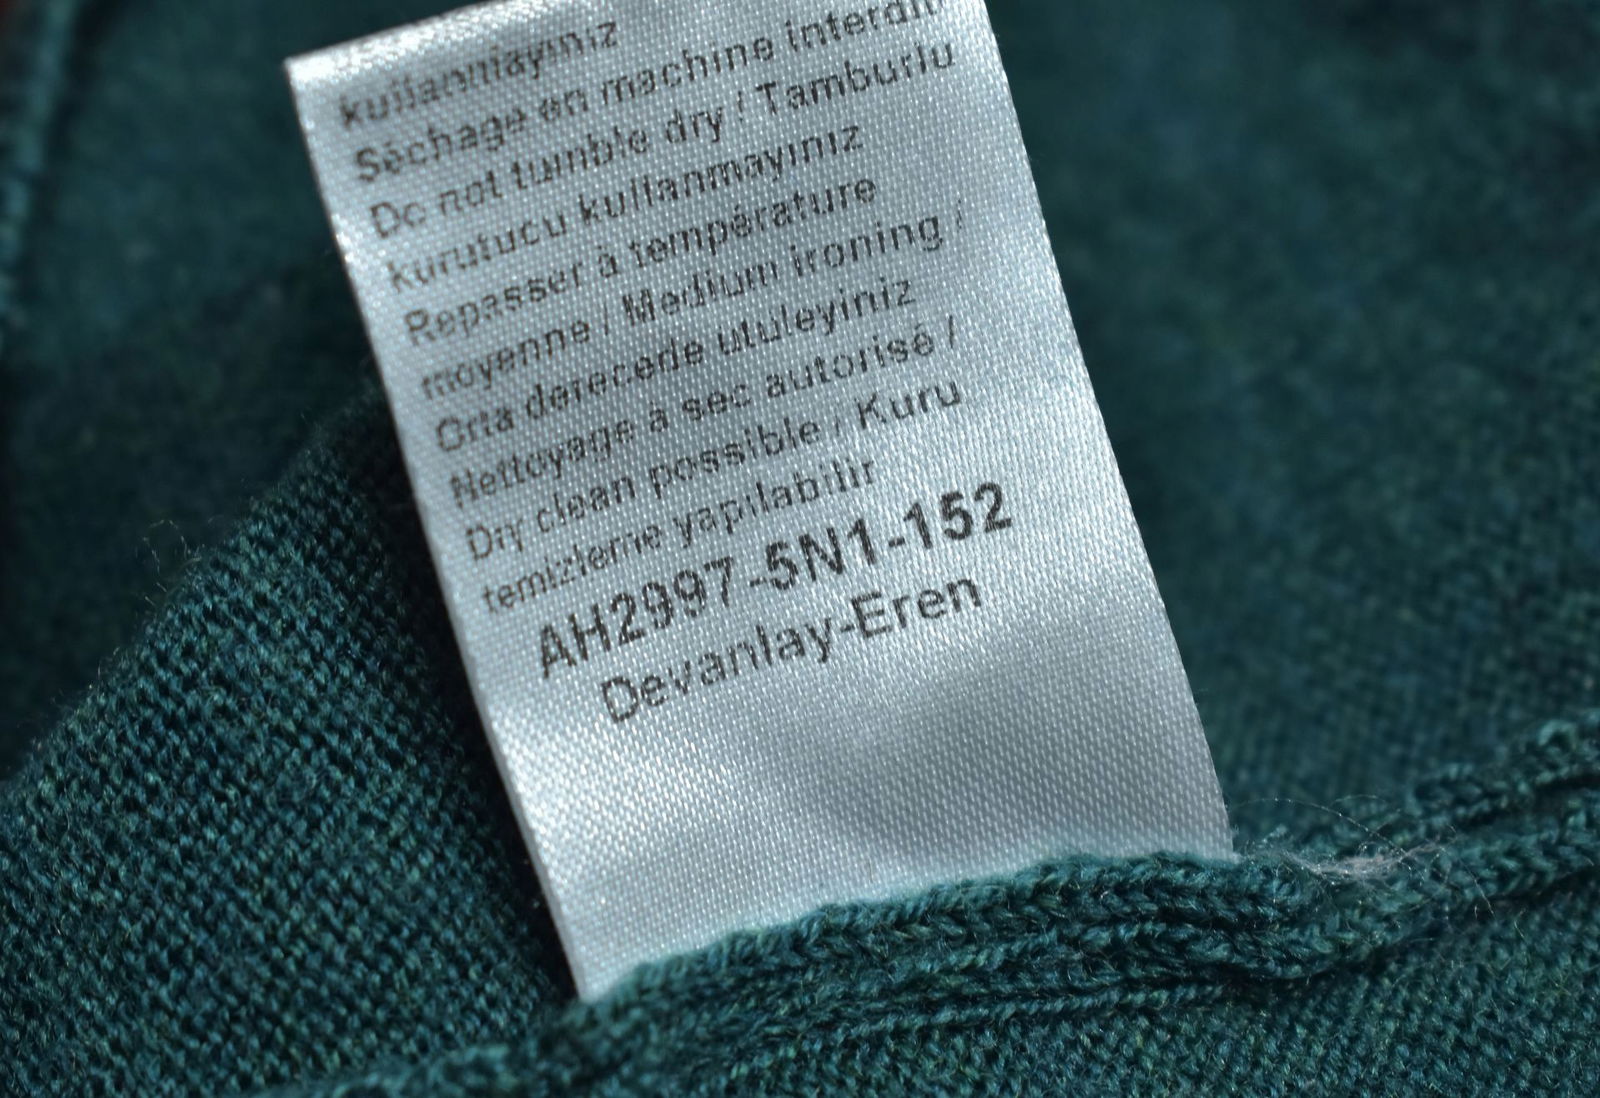 kullanmayınız
Séchage en machine interdit
Do not tumble dry / Tamburlu
kurutucu kullanmayınız
Repasser à température
moyenne / Medium ironing /
Orta derecede ütüleyiniz
Nettoyage à sec autorisé /
Dry clean possible / Kuru
temizleme yapılabilir
AH2997-5N1-152
Devanlay-Eren